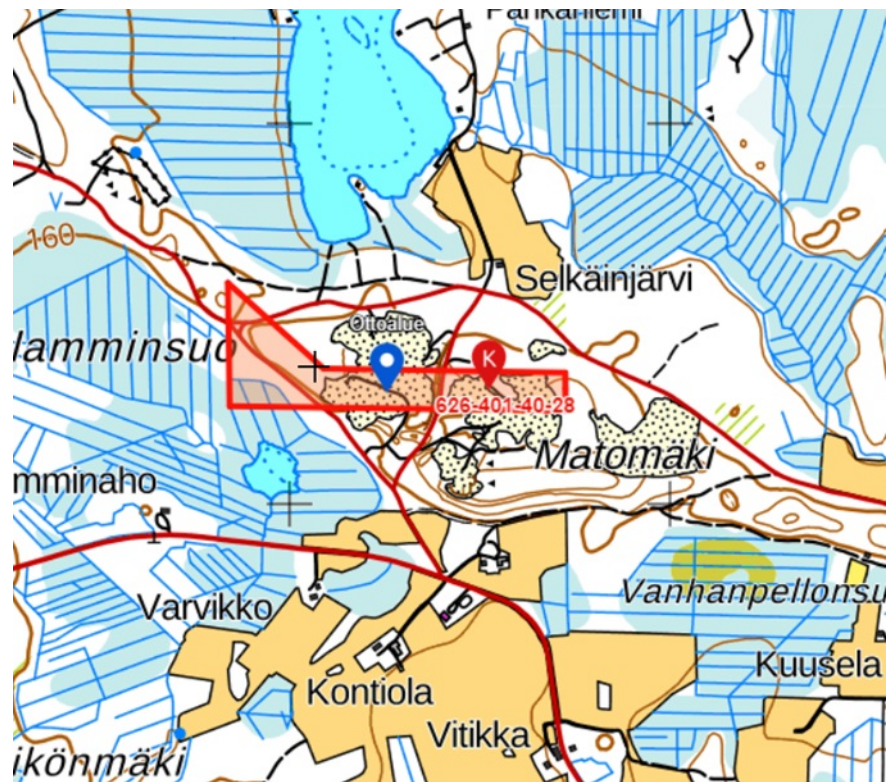 160
Selkäinjärvi
Ottoalue
K
626-401-40-28
Matomäki
Varvikko
Vanhanpellonsu
Kuusela
Kontiola
Vitikka
ikönmäki
lamminsuo
mminaho
V